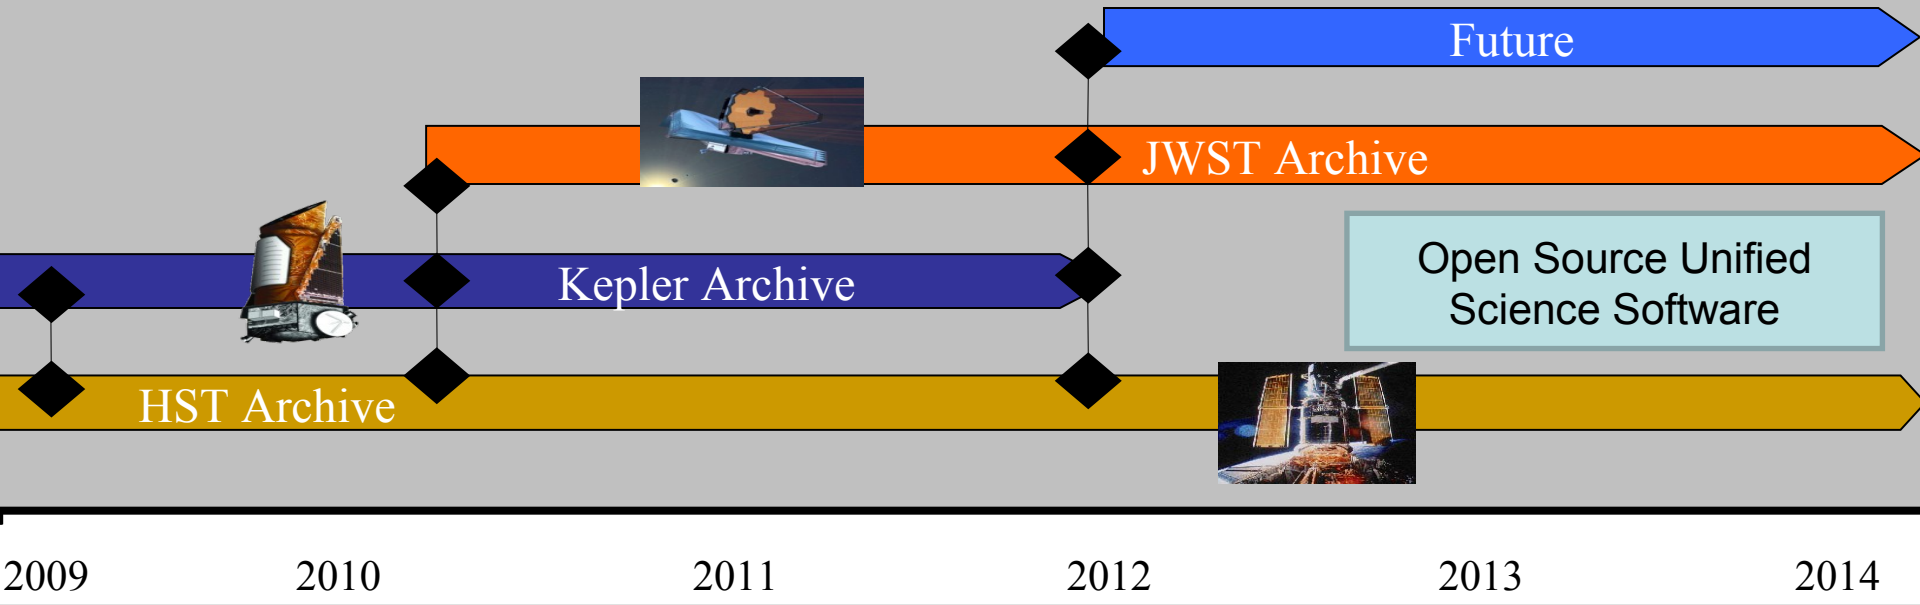 Future
JWST Archive
Open Source Unified
Science Software
Kepler Archive
HST Archive
2009 2010 2011 2012 2013 2014